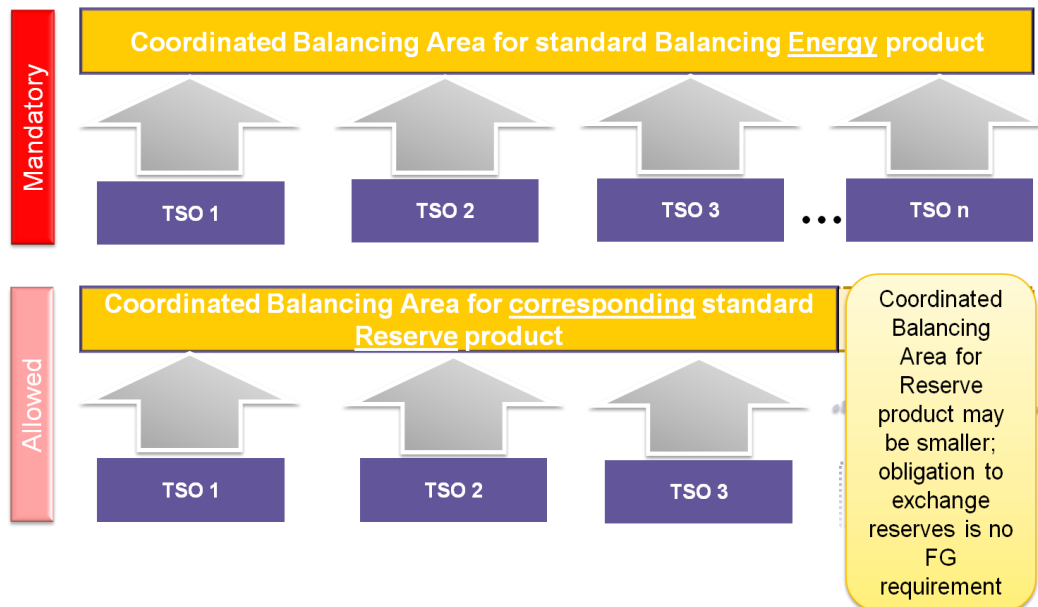 Mandatory
Coordinated Balancing Area for standard Balancing Energy product
TSO 1
TSO 2
TSO 3
...
TSO n
Allowed
Coordinated Balancing Area for corresponding standard
Reserve product
TSO 1
TSO 2
TSO 3
Coordinated
Balancing
Area for
Reserve
product may
be smaller;
obligation to
exchange
reserves is no
FG
requirement